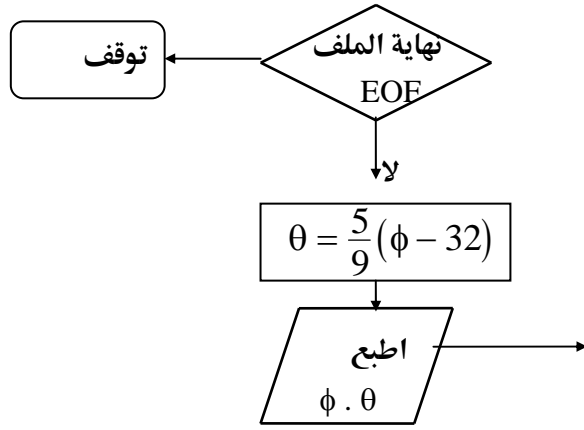 توقف
نهاية الملف
EOF
لا
θ = 5/9 (ϕ − 32)
اطبع
ϕ . θ